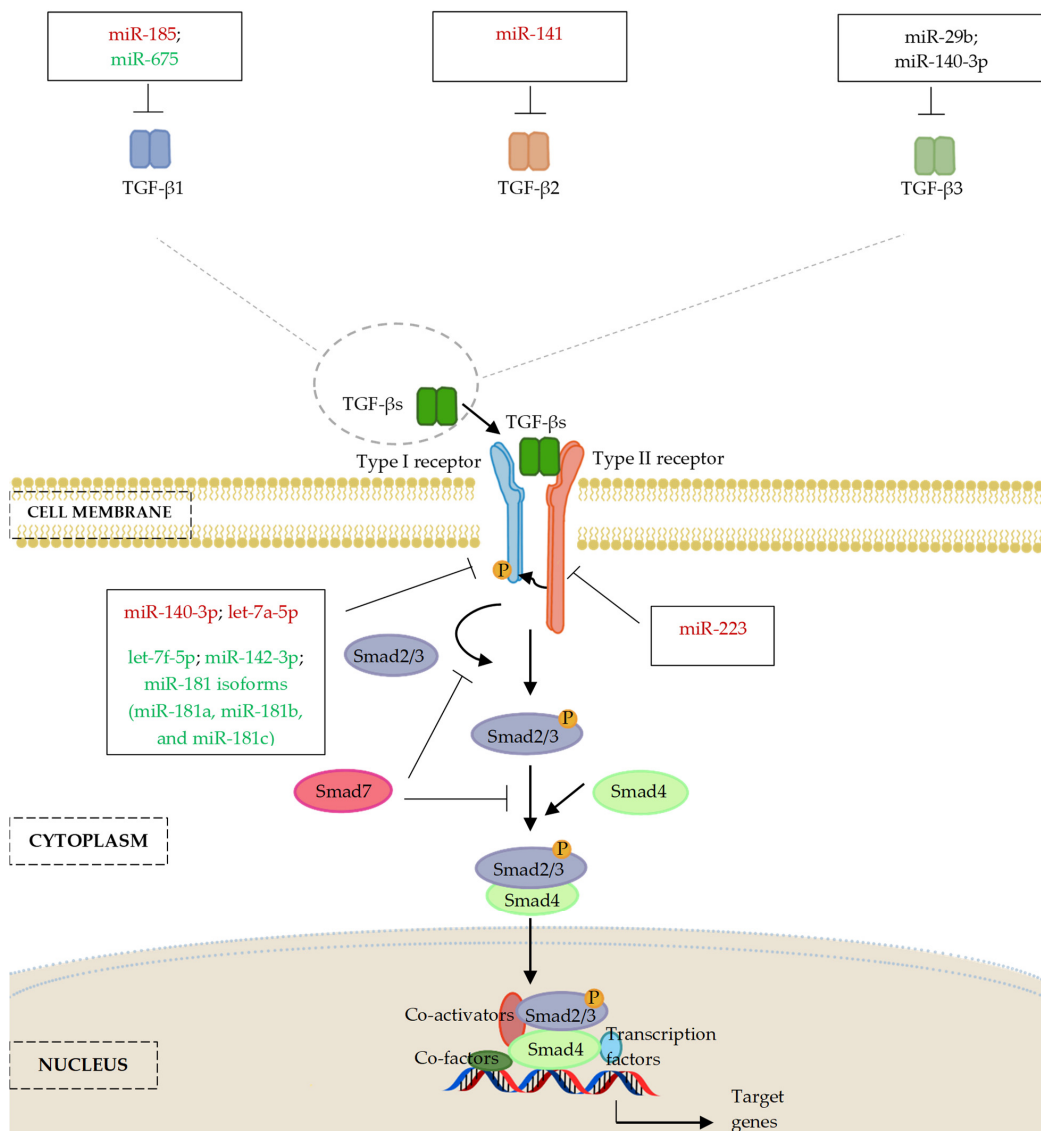 miR-185;
miR-675
miR-141
miR-29b;
miR-140-3p
TGF-β1
TGF-β2
TGF-β3
TGF-βs
TGF-βs
Type I receptor
Type II receptor
CELL MEMBRANE
P
miR-140-3p; let-7a-5p
let-7f-5p; miR-142-3p;
miR-181 isoforms
(miR-181a, miR-181b,
and miR-181c)
miR-223
Smad2/3
P
Smad2/3
Smad7
Smad4
CYTOPLASM
P
Smad2/3
Smad4
P
Co-activators
Smad2/3
Transcription
factors
Smad4
Co-factors
NUCLEUS
Target
genes